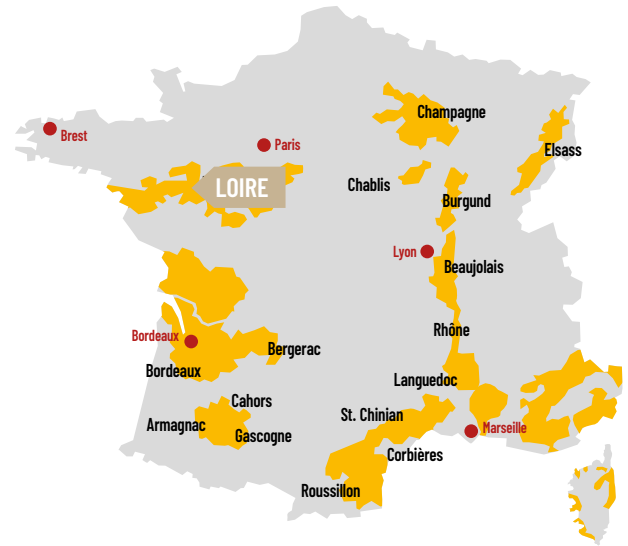 Champagne
Brest
Paris
Elsass
LOIRE
Chablis
Burgund
Lyon
Beaujolais
Rhône
Bordeaux
Bergerac
Bordeaux
Languedoc
Cahors
St. Chinian
Armagnac
Marseille
Gascogne
Corbières
Roussillon